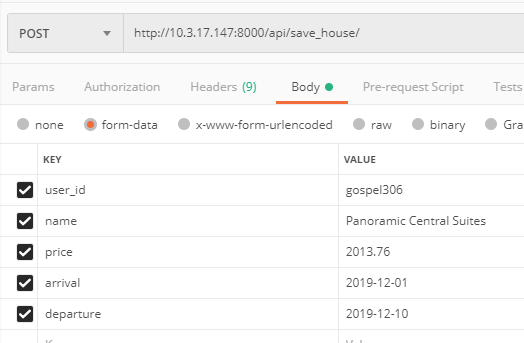 POST http://10.3.17.147:8000/api/save_house/
Params Authorization Headers (9) Body Pre-request Script Tests
none form-data x-www-form-urlencoded raw binary Gra
KEY VALUE
user_id gospel306
name Panoramic Central Suites
price 2013.76
arrival 2019-12-01
departure 2019-12-10